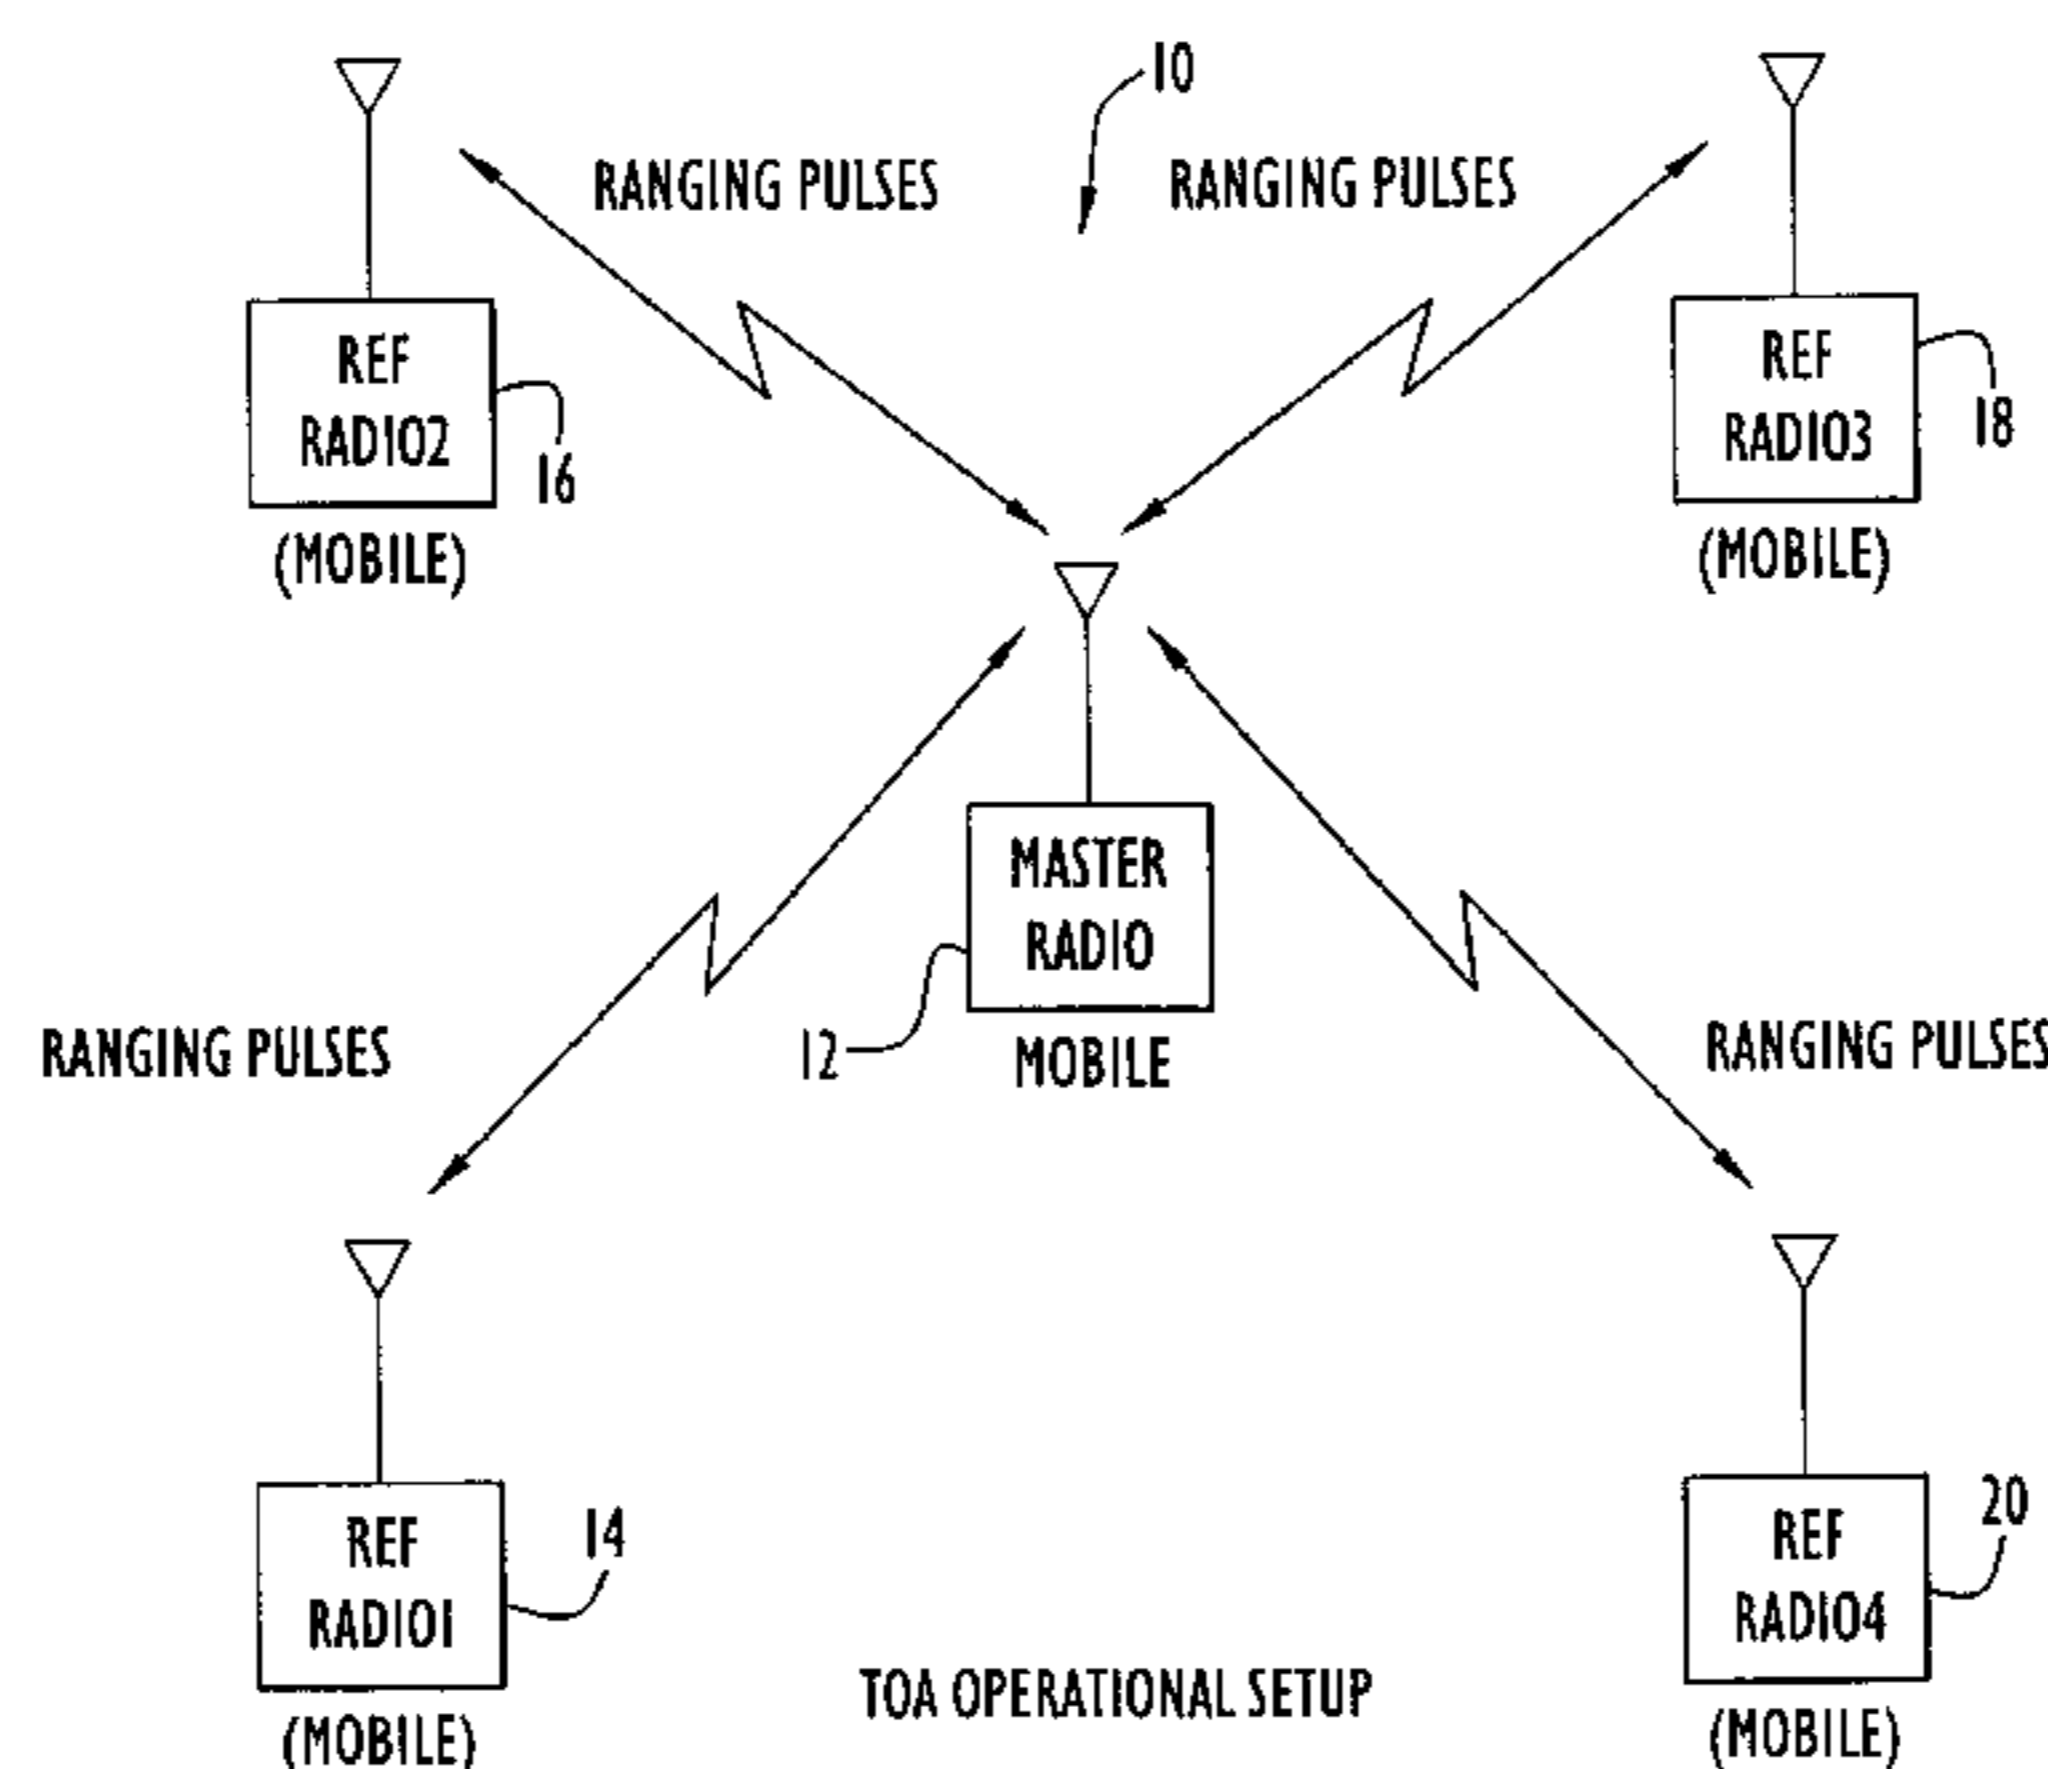 10
RANGING PULSES
RANGING PULSES
REF
RADIO2
16
(MOBILE)
REF
RADIO3
18
(MOBILE)
MASTER
RADIO
12
MOBILE
RANGING PULSES
RANGING PULSES
REF
RADIO1
14
(MOBILE)
REF
RADIO4
20
(MOBILE)
TOA OPERATIONAL SETUP